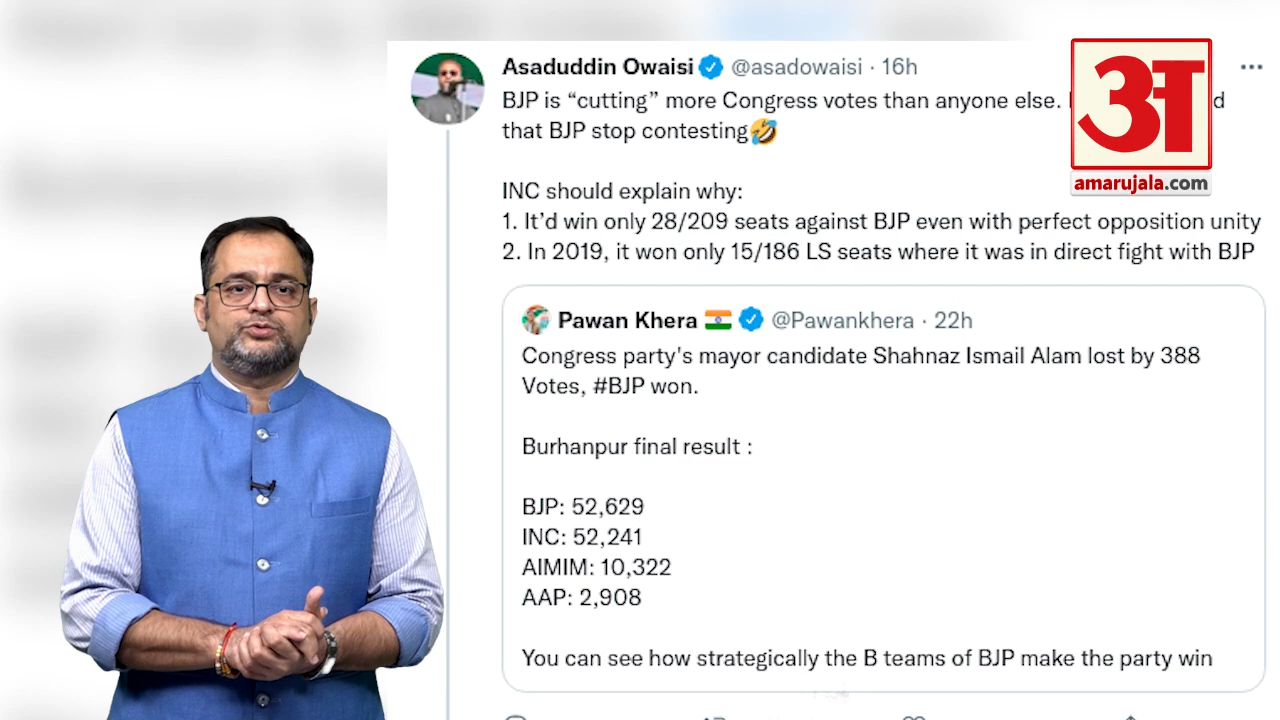 Asaduddin Owaisi @asadowaisi · 16h
BJP is “cutting” more Congress votes than anyone else.
that BJP stop contesting🤣
INC should explain why:
1. It’d win only 28/209 seats against BJP even with perfect opposition unity
2. In 2019, it won only 15/186 LS seats where it was in direct fight with BJP
Pawan Khera 🇮🇳 @Pawankhera · 22h
Congress party's mayor candidate Shahnaz Ismail Alam lost by 388
Votes, #BJP won.
Burhanpur final result :
BJP: 52,629
INC: 52,241
AIMIM: 10,322
AAP: 2,908
You can see how strategically the B teams of BJP make the party win
अ
amarujala.com